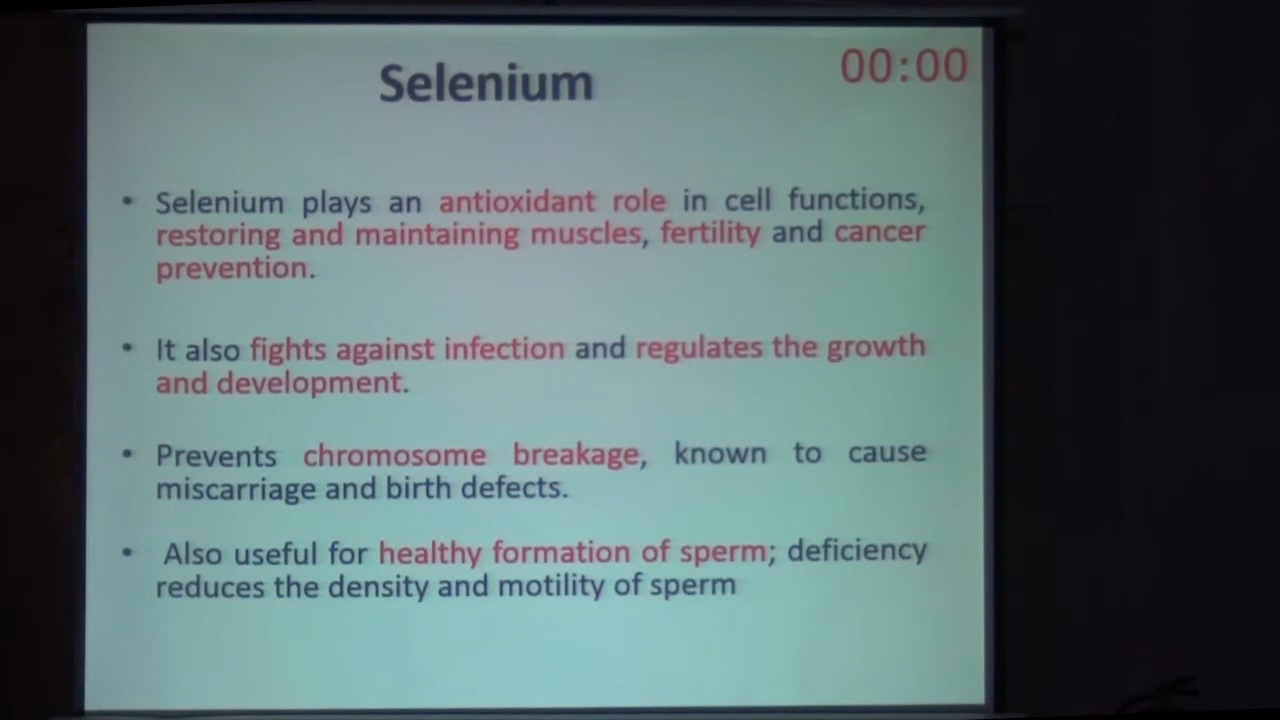 Selenium
00:00
• Selenium plays an antioxidant role in cell functions,
restoring and maintaining muscles, fertility and cancer
prevention.
• It also fights against infection and regulates the growth
and development.
• Prevents chromosome breakage, known to cause
miscarriage and birth defects.
• Also useful for healthy formation of sperm; deficiency
reduces the density and motility of sperm